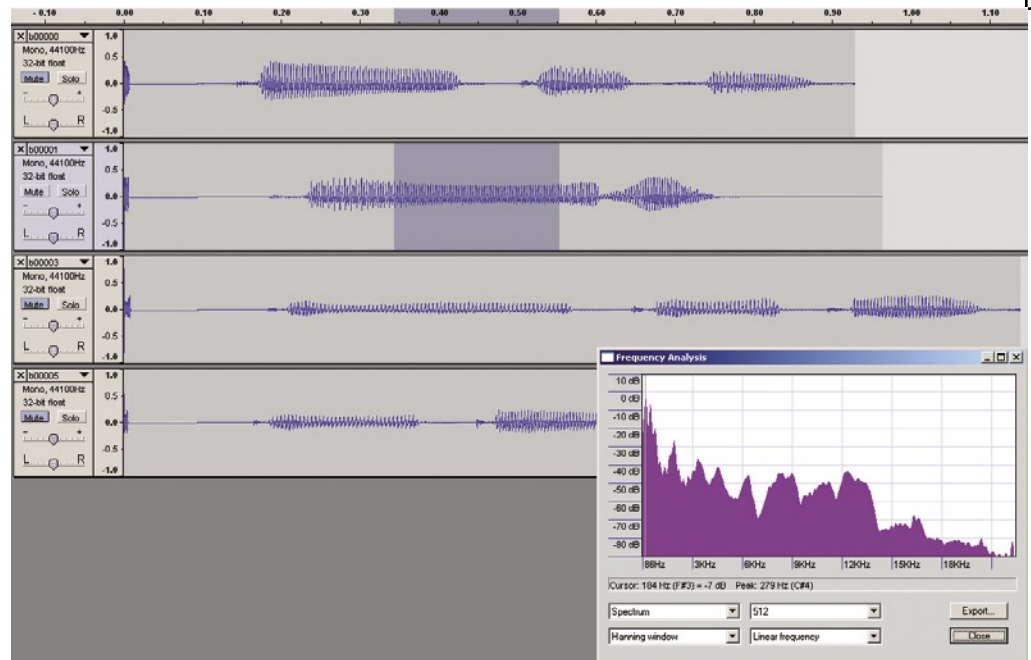 - 0.10 0.00 0.10 0.20 0.30 0.40 0.50 0.60 0.70 0.80 0.90 1.00 1.10
X b00000
Mono, 44100Hz
32-bit float
Mute Solo
- +
L R
1.0
0.5
0.0
-0.5
-1.0
X b00001
Mono, 44100Hz
32-bit float
Mute Solo
- +
L R
1.0
0.5
0.0
-0.5
-1.0
X b00003
Mono, 44100Hz
32-bit float
Mute Solo
- +
L R
1.0
0.5
0.0
-0.5
-1.0
X b00005
Mono, 44100Hz
32-bit float
Mute Solo
- +
L R
1.0
0.5
0.0
-0.5
-1.0
Frequency Analysis
10 dB
0 dB
-10 dB
-20 dB
-30 dB
-40 dB
-50 dB
-60 dB
-70 dB
-80 dB
86Hz 3KHz 6KHz 9KHz 12KHz 15KHz 18KHz
Cursor: 184 Hz (F#3) = -7 dB Peak: 279 Hz (C#4)
Spectrum 512 Export...
Hanning window Linear frequency Close